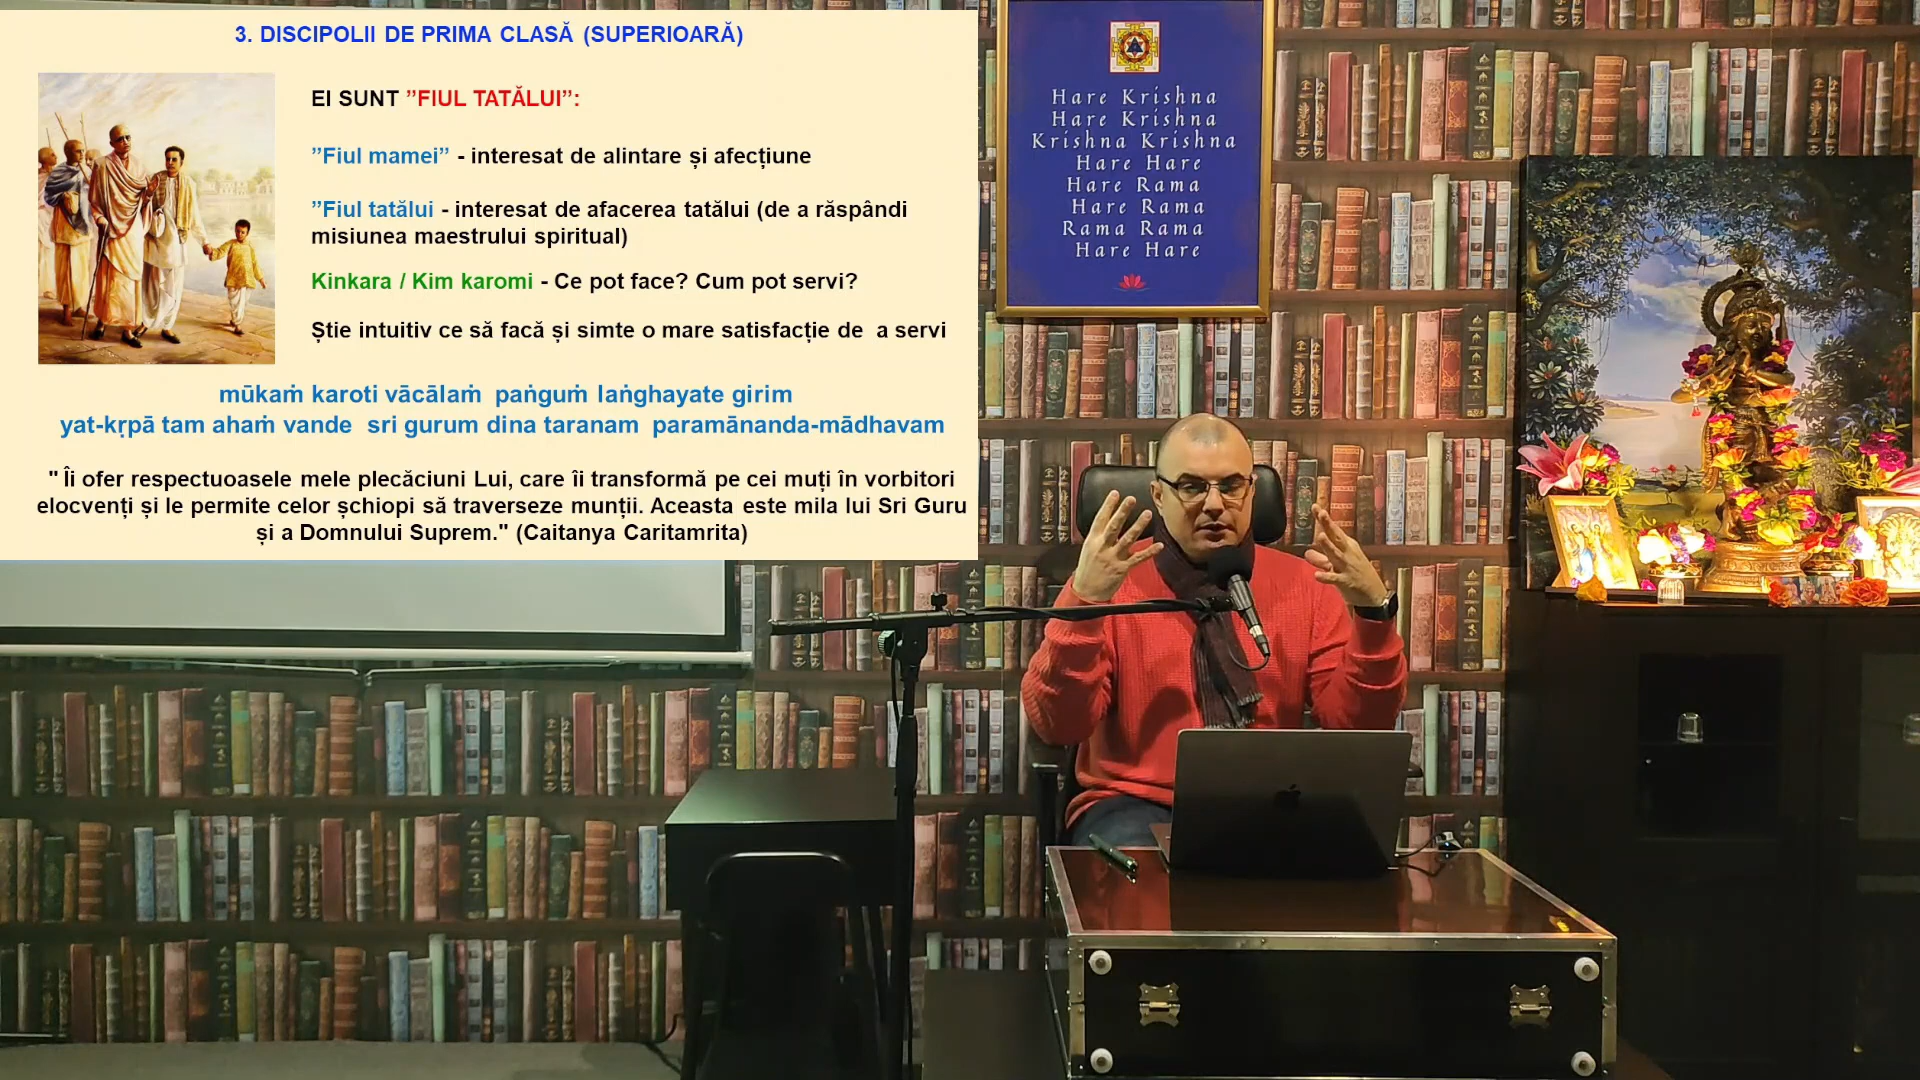 3. DISCIPOLII DE PRIMA CLASĂ (SUPERIOARĂ)
EI SUNT ”FIUL TATĂLUI”:
”Fiul mamei” - interesat de alintare și afecțiune
”Fiul tatălui - interesat de afacerea tatălui (de a răspândi
misiunea maestrului spiritual)
Kinkara / Kim karomi - Ce pot face? Cum pot servi?
Știe intuitiv ce să facă și simte o mare satisfacție de  a servi
mūkaṁ karoti vācālaṁ  paṅguṁ laṅghayate girim
yat-kṛpā tam ahaṁ vande  sri gurum dina taranam  paramānanda-mādhavam
" Îi ofer respectuoasele mele plecăciuni Lui, care îi transformă pe cei muți în vorbitori
elocvenți și le permite celor șchiopi să traverseze munții. Aceasta este mila lui Sri Guru
și a Domnului Suprem." (Caitanya Caritamrita)
Hare Krishna
Hare Krishna
Krishna Krishna
Hare Hare
Hare Rama
Hare Rama
Rama Rama
Hare Hare